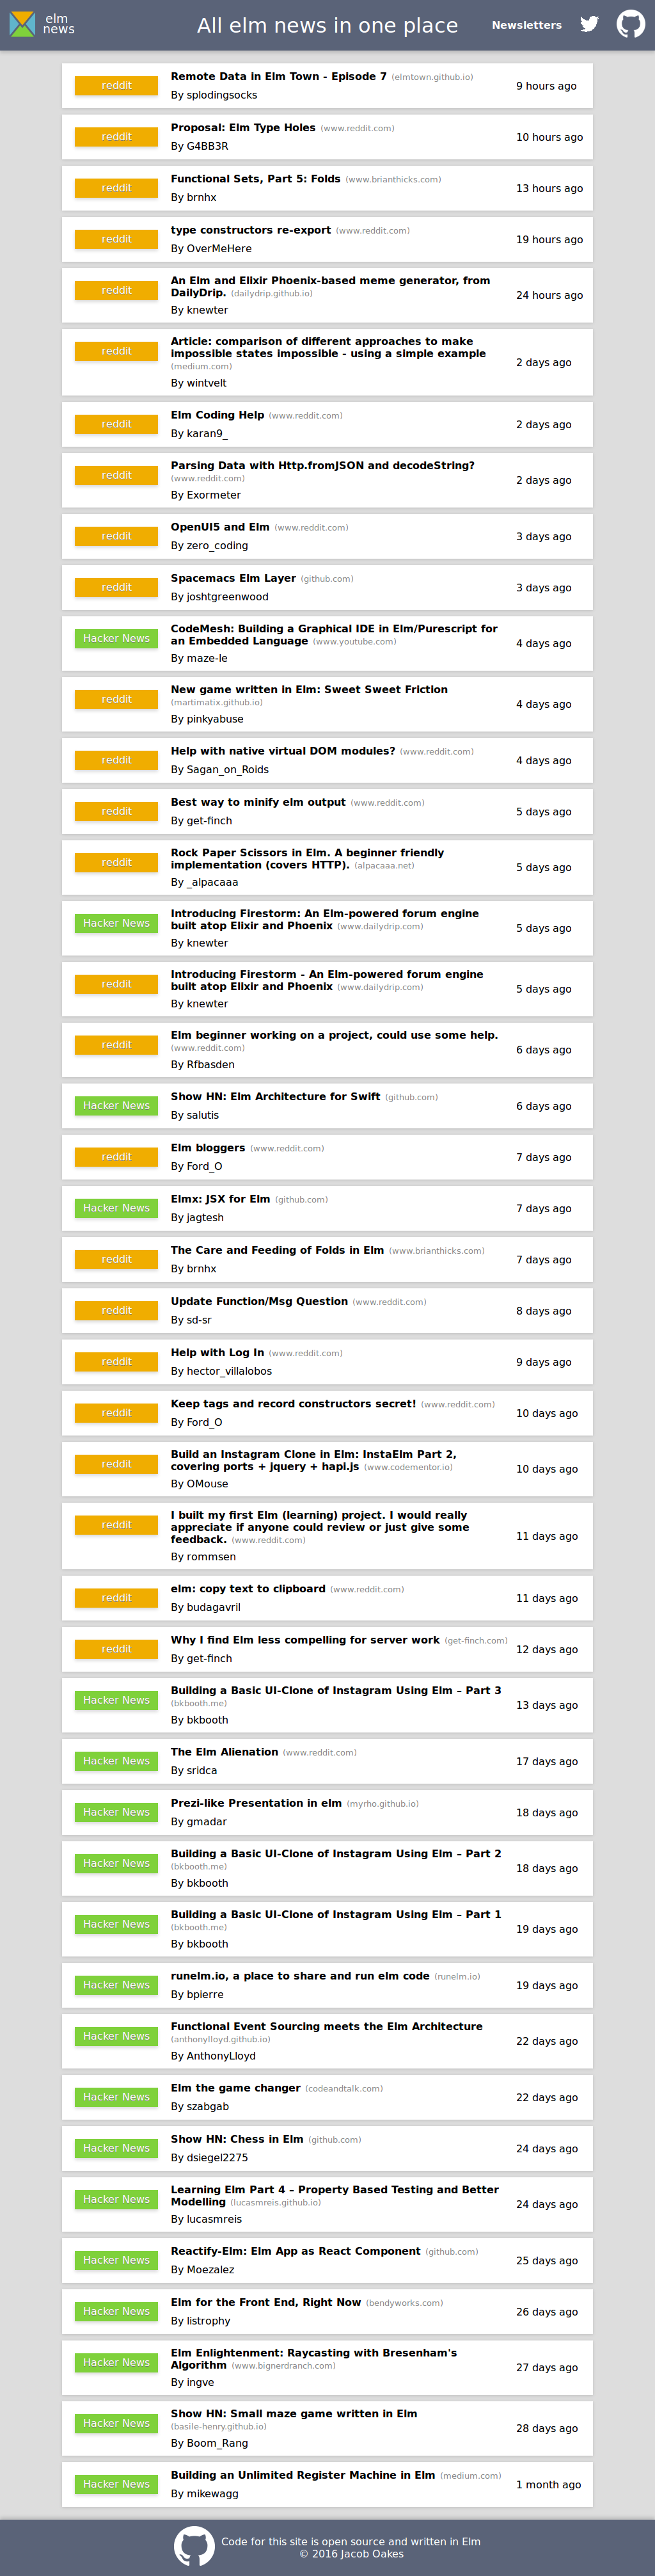 elm
news
All elm news in one place
Newsletters
reddit
Remote Data in Elm Town - Episode 7 (elmtown.github.io)
By splodingsocks
9 hours ago
reddit
Proposal: Elm Type Holes (www.reddit.com)
By G4BB3R
10 hours ago
reddit
Functional Sets, Part 5: Folds (www.brianthicks.com)
By brnhx
13 hours ago
reddit
type constructors re-export (www.reddit.com)
By OverMeHere
19 hours ago
reddit
An Elm and Elixir Phoenix-based meme generator, from
DailyDrip. (dailydrip.github.io)
By knewter
24 hours ago
reddit
Article: comparison of different approaches to make
impossible states impossible - using a simple example
(medium.com)
By wintvelt
2 days ago
reddit
Elm Coding Help (www.reddit.com)
By karan9_
2 days ago
reddit
Parsing Data with Http.fromJSON and decodeString?
(www.reddit.com)
By Exormeter
2 days ago
reddit
OpenUI5 and Elm (www.reddit.com)
By zero_coding
3 days ago
reddit
Spacemacs Elm Layer (github.com)
By joshtgreenwood
3 days ago
Hacker News
CodeMesh: Building a Graphical IDE in Elm/Purescript for
an Embedded Language (www.youtube.com)
By maze-le
4 days ago
reddit
New game written in Elm: Sweet Sweet Friction
(martimatix.github.io)
By pinkyabuse
4 days ago
reddit
Help with native virtual DOM modules? (www.reddit.com)
By Sagan_on_Roids
4 days ago
reddit
Best way to minify elm output (www.reddit.com)
By get-finch
5 days ago
reddit
Rock Paper Scissors in Elm. A beginner friendly
implementation (covers HTTP). (alpacaaa.net)
By _alpacaaa
5 days ago
Hacker News
Introducing Firestorm: An Elm-powered forum engine
built atop Elixir and Phoenix (www.dailydrip.com)
By knewter
5 days ago
reddit
Introducing Firestorm - An Elm-powered forum engine
built atop Elixir and Phoenix (www.dailydrip.com)
By knewter
5 days ago
reddit
Elm beginner working on a project, could use some help.
(www.reddit.com)
By Rfbasden
6 days ago
Hacker News
Show HN: Elm Architecture for Swift (github.com)
By salutis
6 days ago
reddit
Elm bloggers (www.reddit.com)
By Ford_O
7 days ago
Hacker News
Elmx: JSX for Elm (github.com)
By jagtesh
7 days ago
reddit
The Care and Feeding of Folds in Elm (www.brianthicks.com)
By brnhx
7 days ago
reddit
Update Function/Msg Question (www.reddit.com)
By sd-sr
8 days ago
reddit
Help with Log In (www.reddit.com)
By hector_villalobos
9 days ago
reddit
Keep tags and record constructors secret! (www.reddit.com)
By Ford_O
10 days ago
reddit
Build an Instagram Clone in Elm: InstaElm Part 2,
covering ports + jquery + hapi.js (www.codementor.io)
By OMouse
10 days ago
reddit
I built my first Elm (learning) project. I would really
appreciate if anyone could review or just give some
feedback. (www.reddit.com)
By rommsen
11 days ago
reddit
elm: copy text to clipboard (www.reddit.com)
By budagavril
11 days ago
reddit
Why I find Elm less compelling for server work (get-finch.com)
By get-finch
12 days ago
Hacker News
Building a Basic UI-Clone of Instagram Using Elm – Part 3
(bkbooth.me)
By bkbooth
13 days ago
Hacker News
The Elm Alienation (www.reddit.com)
By sridca
17 days ago
Hacker News
Prezi-like Presentation in elm (myrho.github.io)
By gmadar
18 days ago
Hacker News
Building a Basic UI-Clone of Instagram Using Elm – Part 2
(bkbooth.me)
By bkbooth
18 days ago
Hacker News
Building a Basic UI-Clone of Instagram Using Elm – Part 1
(bkbooth.me)
By bkbooth
19 days ago
Hacker News
runelm.io, a place to share and run elm code (runelm.io)
By bpierre
19 days ago
Hacker News
Functional Event Sourcing meets the Elm Architecture
(anthonylloyd.github.io)
By AnthonyLloyd
22 days ago
Hacker News
Elm the game changer (codeandtalk.com)
By szabgab
22 days ago
Hacker News
Show HN: Chess in Elm (github.com)
By dsiegel2275
24 days ago
Hacker News
Learning Elm Part 4 – Property Based Testing and Better
Modelling (lucasmreis.github.io)
By lucasmreis
24 days ago
Hacker News
Reactify-Elm: Elm App as React Component (github.com)
By Moezalez
25 days ago
Hacker News
Elm for the Front End, Right Now (bendyworks.com)
By listrophy
26 days ago
Hacker News
Elm Enlightenment: Raycasting with Bresenham's
Algorithm (www.bignerdranch.com)
By ingve
27 days ago
Hacker News
Show HN: Small maze game written in Elm
(basile-henry.github.io)
By Boom_Rang
28 days ago
Hacker News
Building an Unlimited Register Machine in Elm (medium.com)
By mikewagg
1 month ago
Code for this site is open source and written in Elm
© 2016 Jacob Oakes